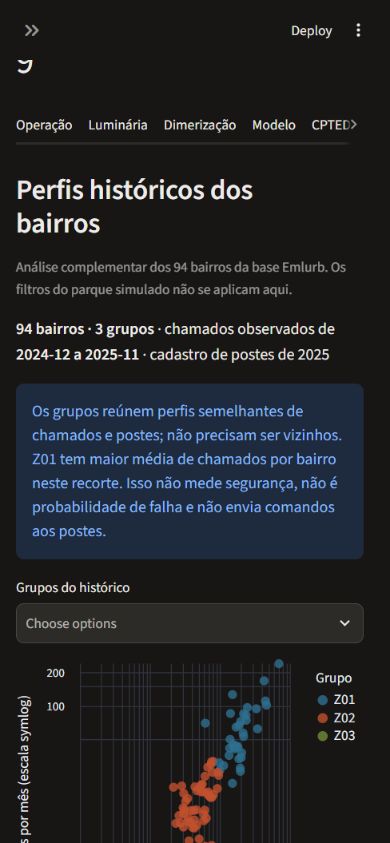 Deploy
9
Operação Luminária Dimerização Modelo CPTED
Perfis históricos dos
bairros
Análise complementar dos 94 bairros da base Emlurb. Os
filtros do parque simulado não se aplicam aqui.
94 bairros · 3 grupos · chamados observados de
2024-12 a 2025-11 · cadastro de postes de 2025
Os grupos reúnem perfis semelhantes de
chamados e postes; não precisam ser vizinhos.
Z01 tem maior média de chamados por bairro
neste recorte. Isso não mede segurança, não é
probabilidade de falha e não envia comandos
aos postes.
Grupos do histórico
Choose options
200
100
s por mês (escala symlog)
Grupo
Z01
Z02
Z03